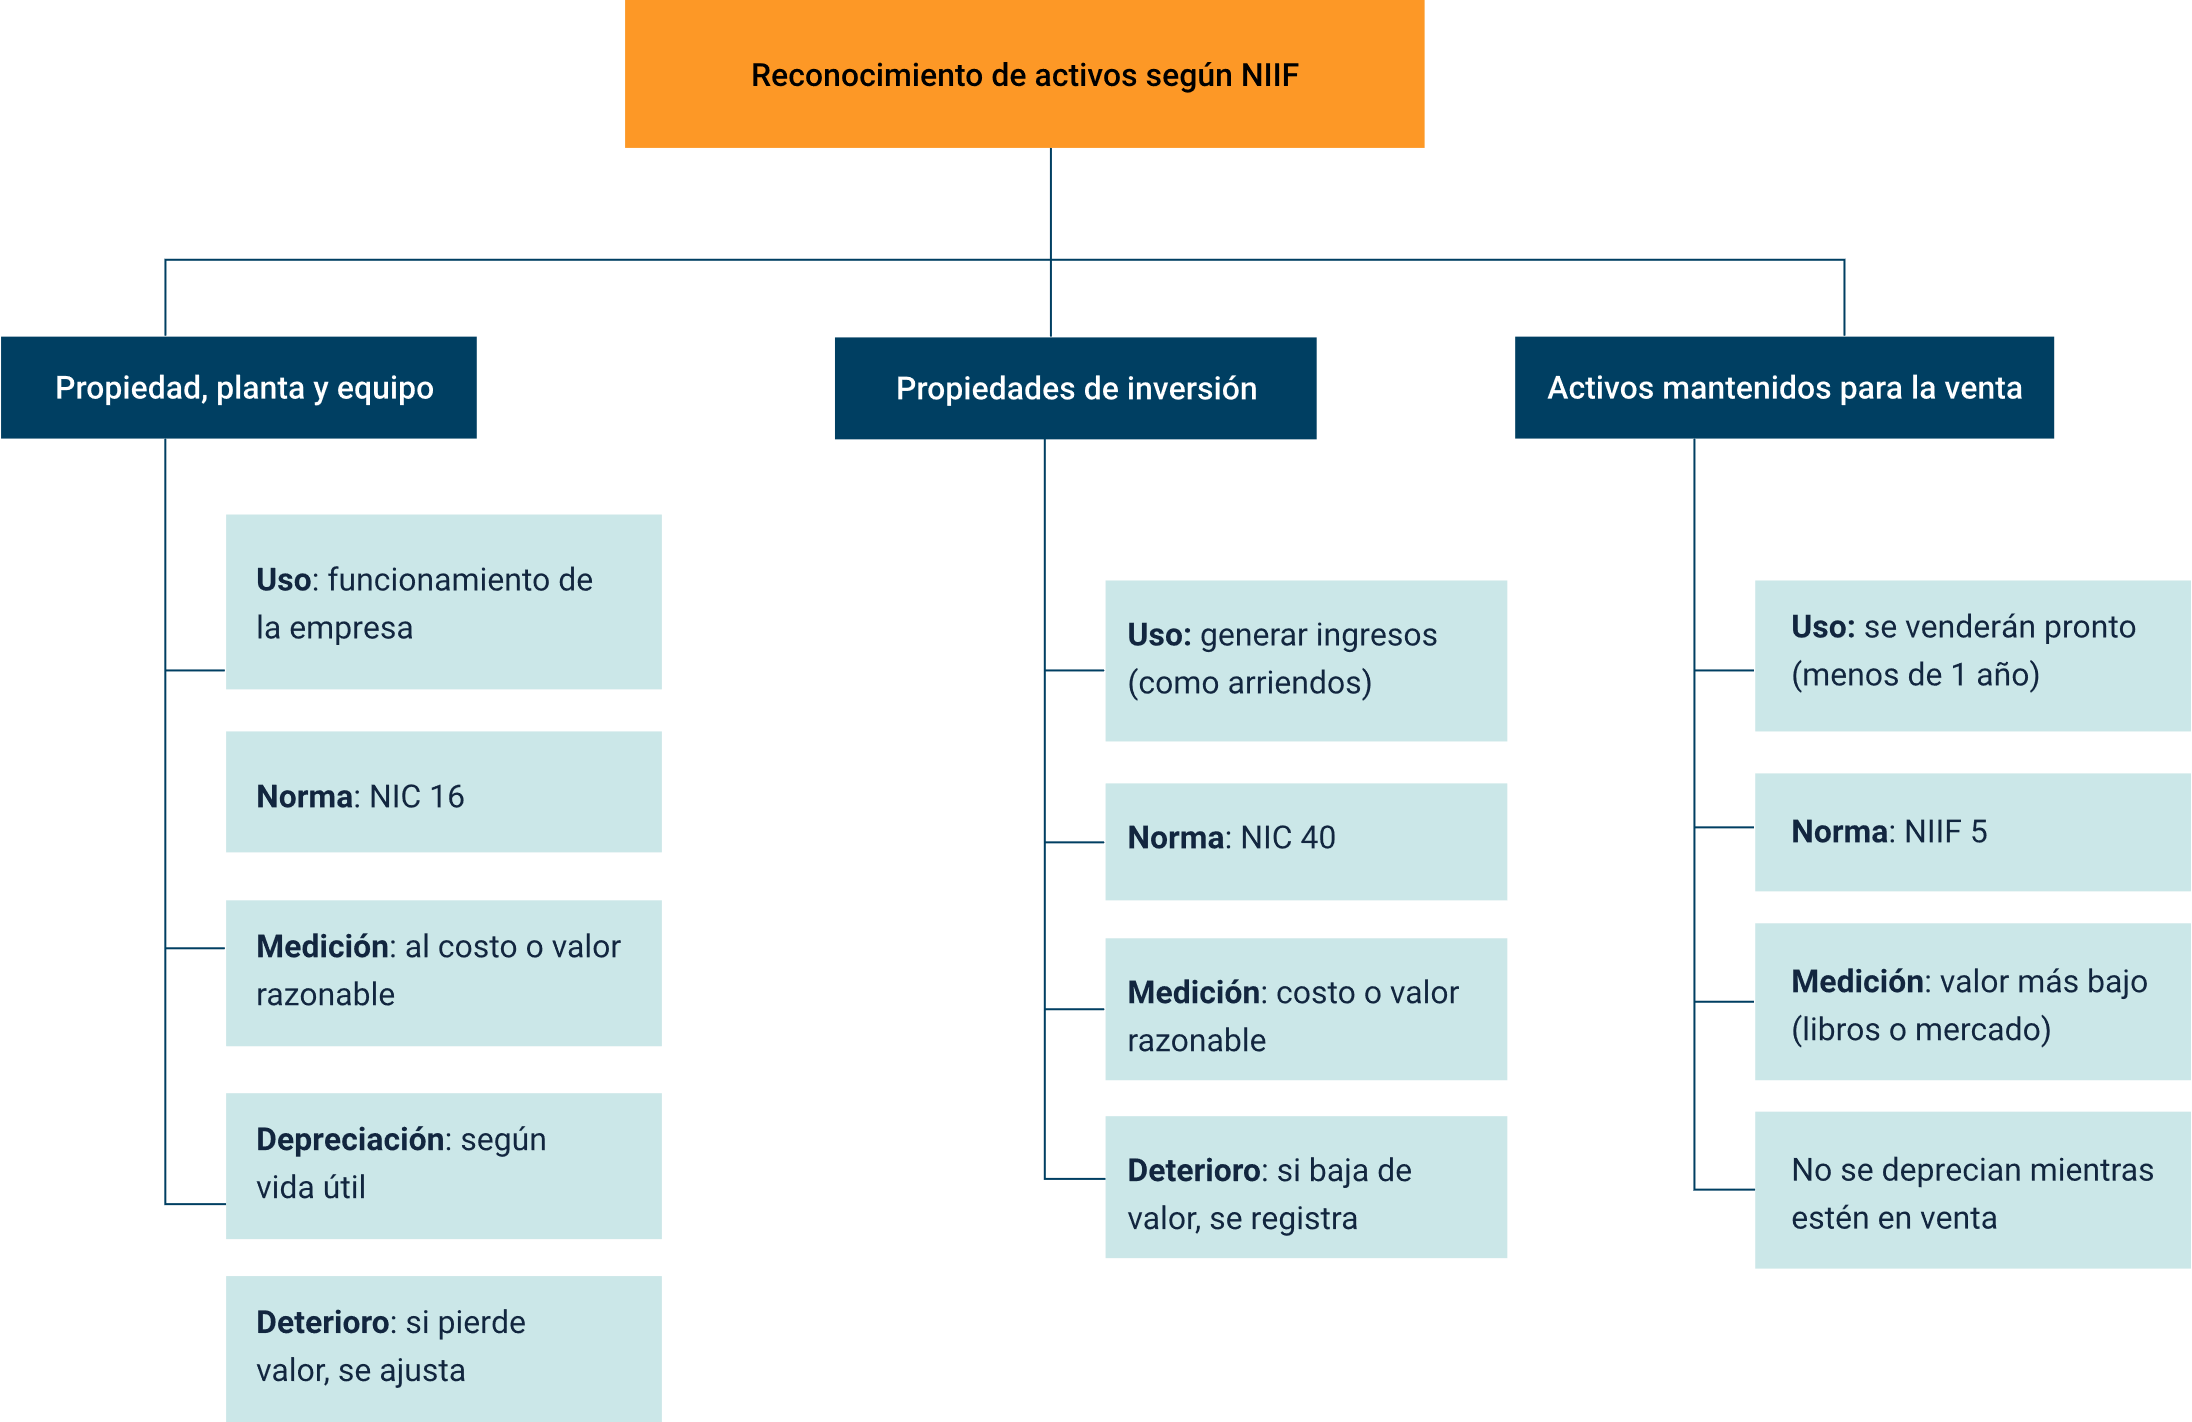 Reconocimiento de activos según NIIF
Propiedad, planta y equipo
Uso: funcionamiento de
la empresa
Norma: NIC 16
Medición: al costo o valor
razonable
Depreciación: según
vida útil
Deterioro: si pierde
valor, se ajusta
Propiedades de inversión
Uso: generar ingresos
(como arriendos)
Norma: NIC 40
Medición: costo o valor
razonable
Deterioro: si baja de
valor, se registra
Activos mantenidos para la venta
Uso: se venderán pronto
(menos de 1 año)
Norma: NIIF 5
Medición: valor más bajo
(libros o mercado)
No se deprecian mientras
estén en venta